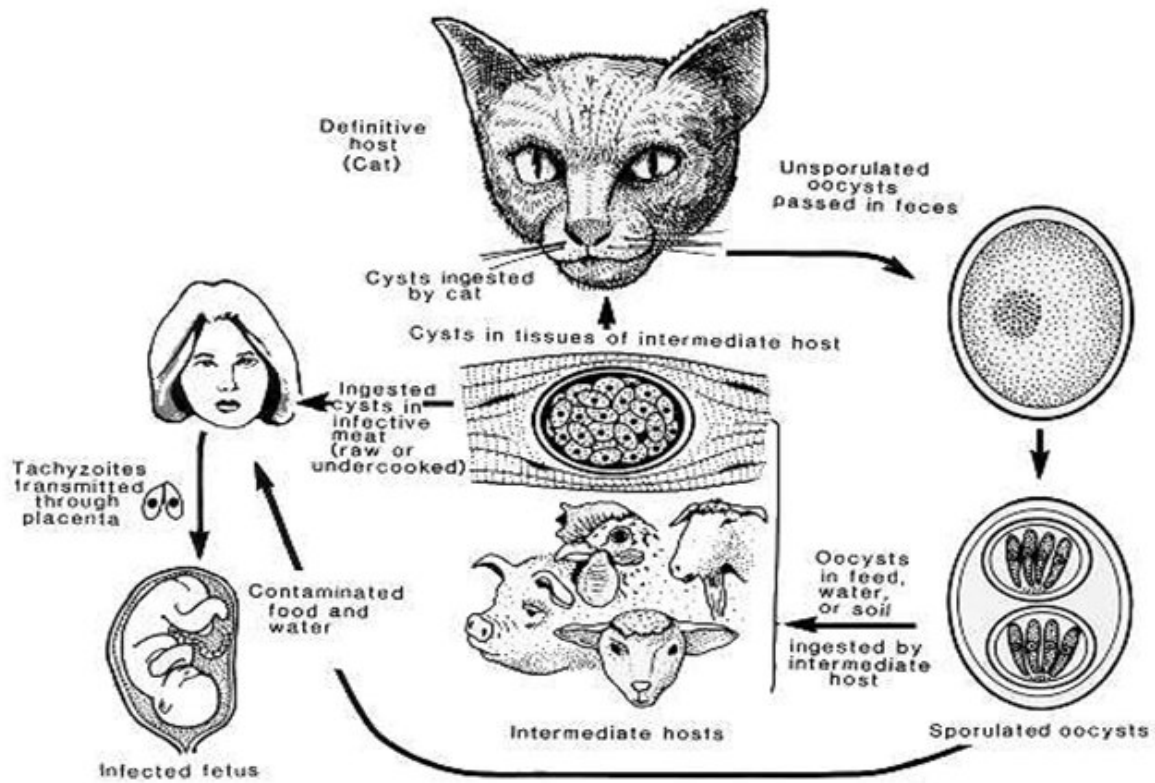 Definitive
host
(Cat)
Unsporulated
oocysts
passed in feces
Cysts ingested
by cat
Cysts in tissues of intermediate host
Ingested
cysts in
infective
meat
(raw or
undercooked)
Tachyzoites
transmitted
through
placenta
Contaminated
food and
water
Oocysts
in feed,
water,
or soil
ingested by
intermediate
host
Infected fetus
Intermediate hosts
Sporulated oocysts